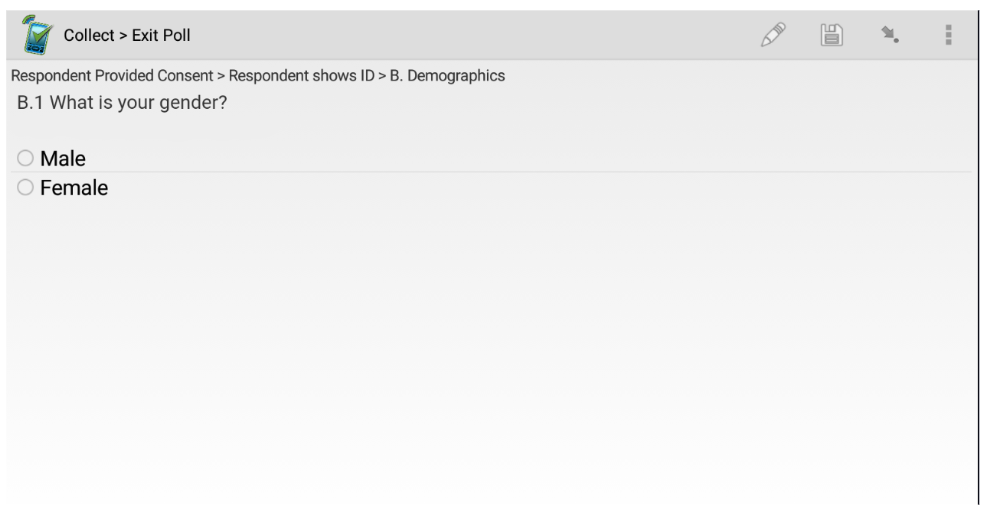 Collect > Exit Poll
Respondent Provided Consent > Respondent shows ID > B. Demographics
B.1 What is your gender?
Male
Female